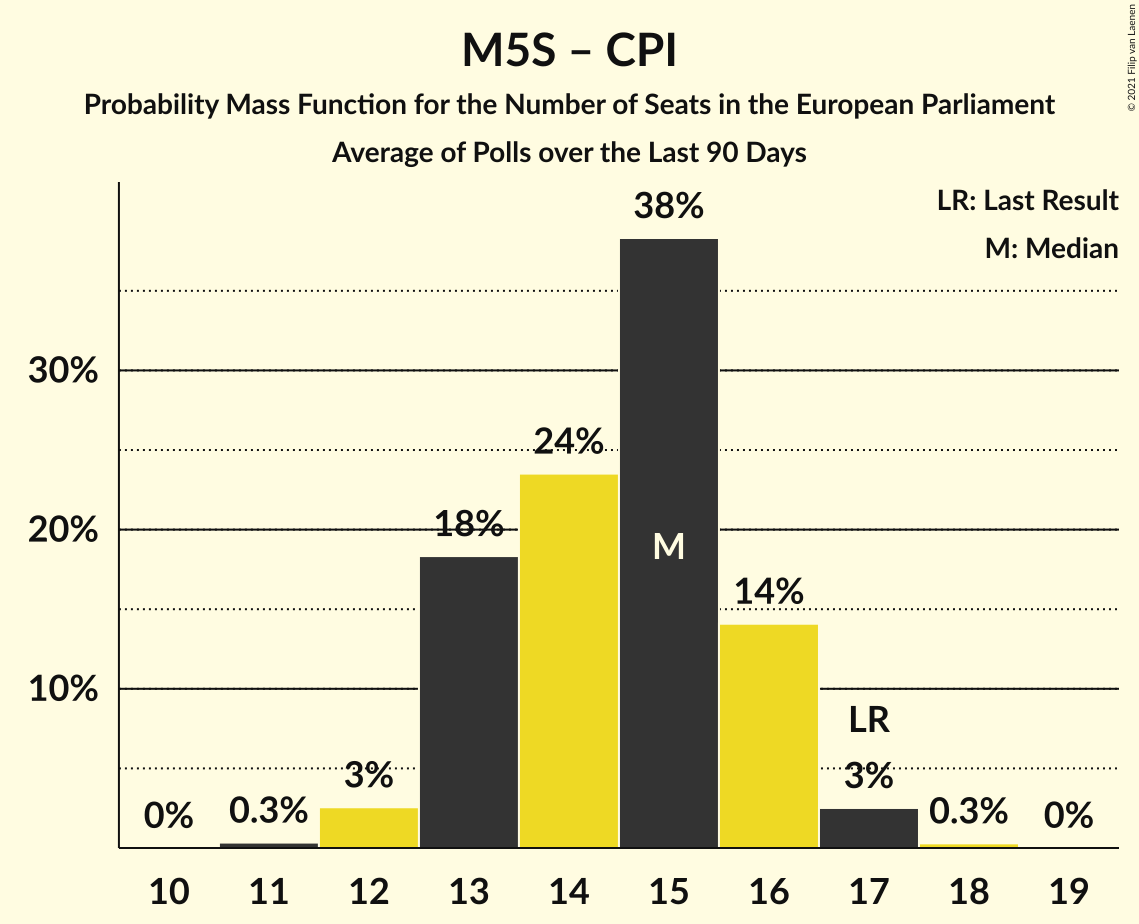 M5S – CPI
Probability Mass Function for the Number of Seats in the European Parliament
Average of Polls over the Last 90 Days
© 2021 Filip van Laenen
LR: Last Result
M: Median
38%
30%
24%
20%
18%
M
14%
10%
LR
3%
3%
0%
0.3%
0.3%
0%
10 11 12 13 14 15 16 17 18 19